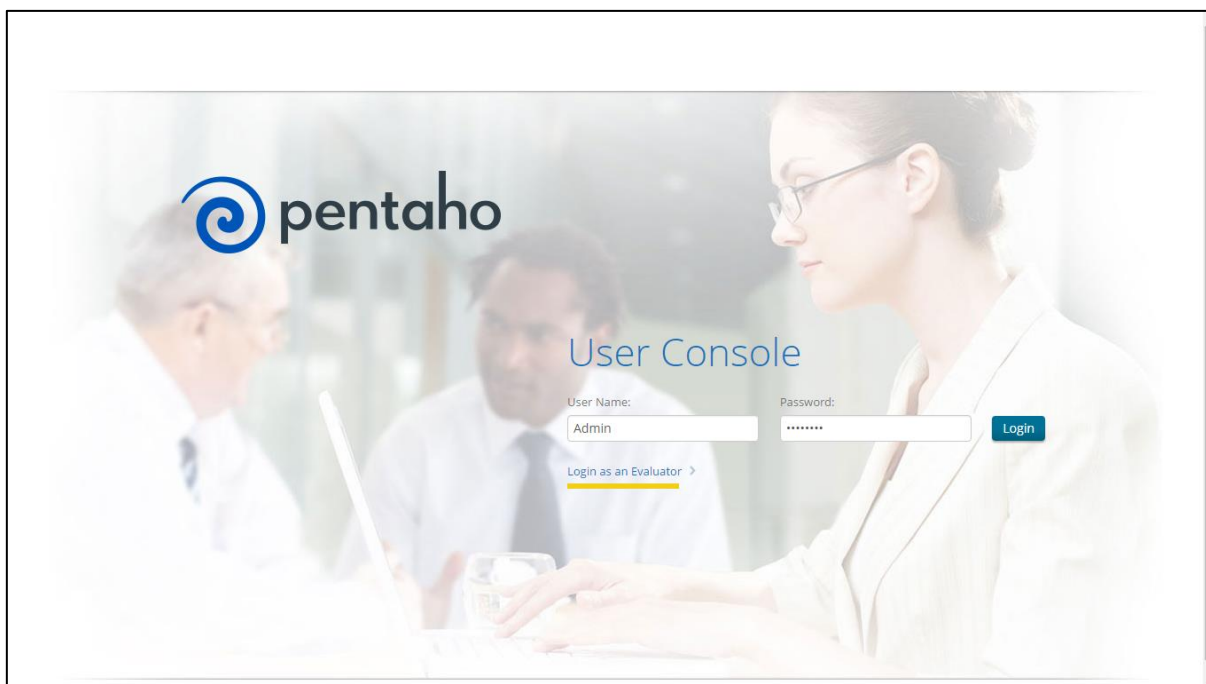 pentaho
User Console
User Name:
Password:
Admin
••••••••
Login
Login as an Evaluator >